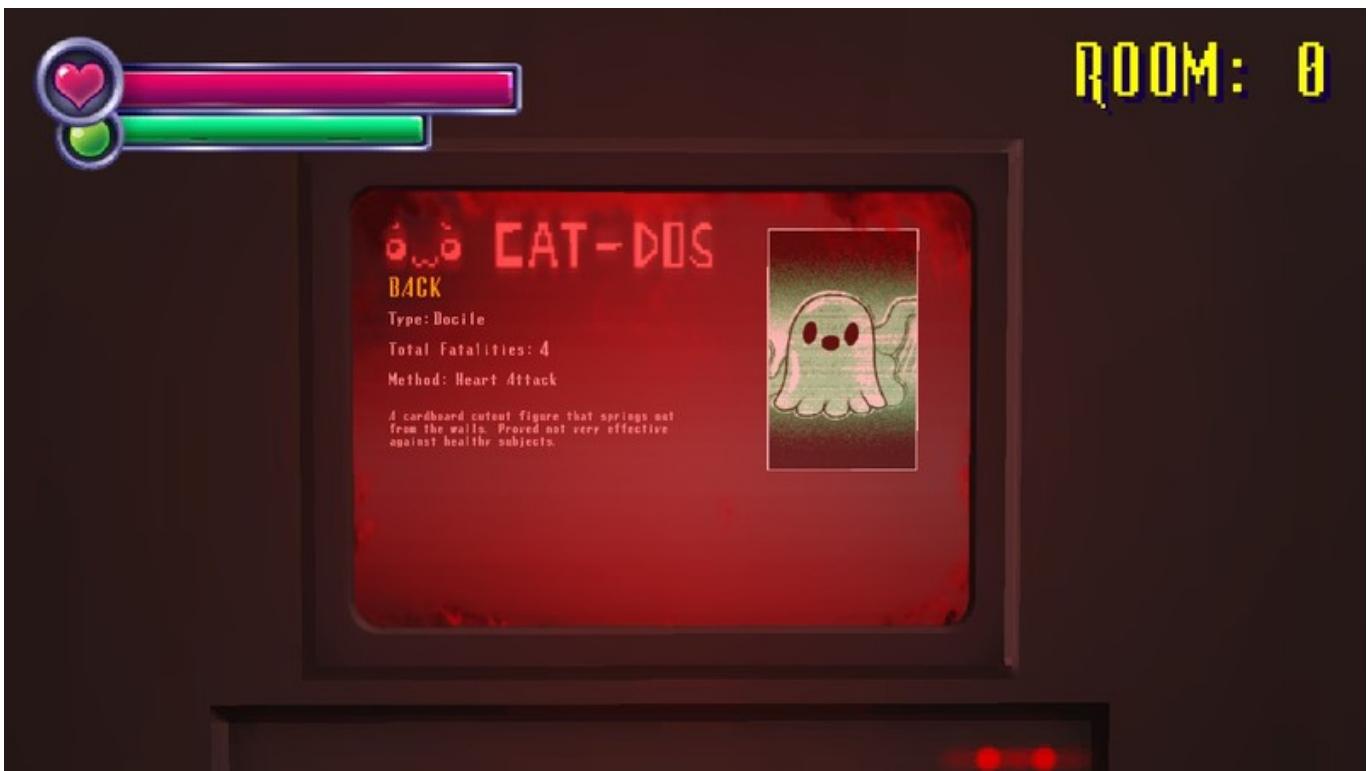 ROOM: 0
CAT-DOS
BACK
Type: Docile
Total Fatalities: 4
Method: Heart Attack
A cardboard cutout figure that springs out
from the walls. Proved not very effective
against healthy subjects.